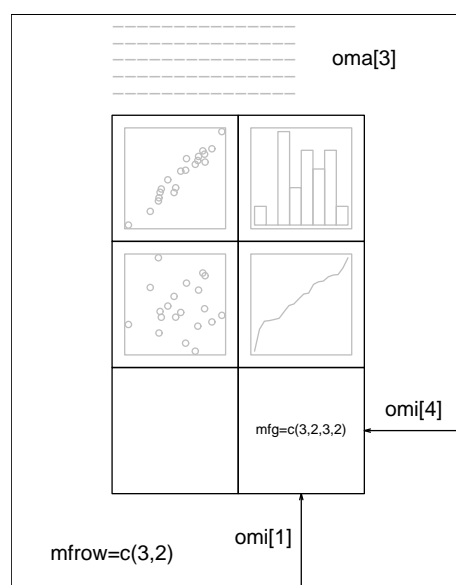 oma[3]
omi[4]
mfg=c(3,2,3,2)
omi[1]
mfrow=c(3,2)